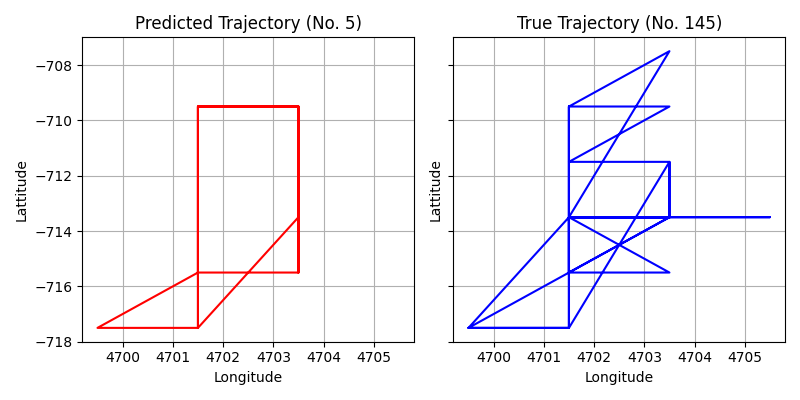 Predicted Trajectory (No. 5)
True Trajectory (No. 145)
Lattitude
−708
−710
−712
−714
−716
−718
4700 4701 4702 4703 4704 4705
Longitude
Lattitude
4700 4701 4702 4703 4704 4705
Longitude